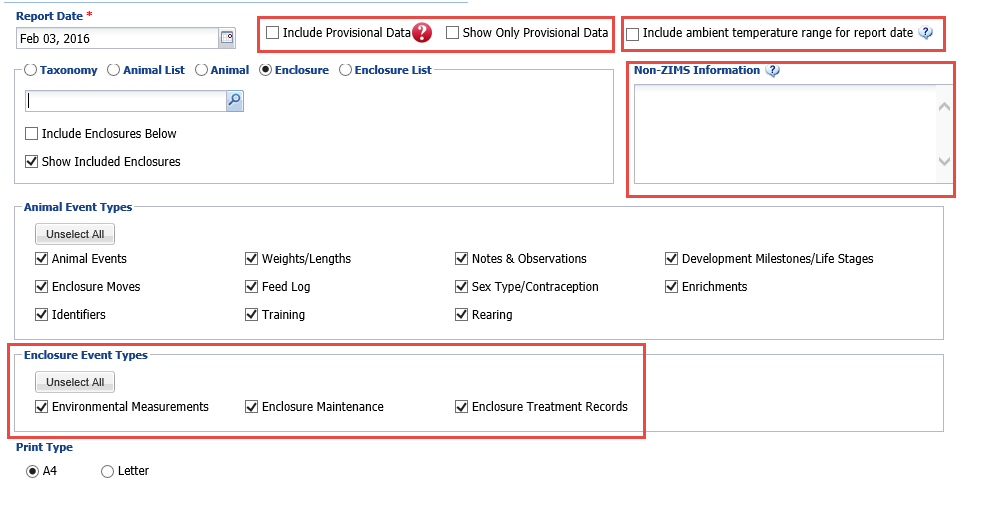 Report Date *
Feb 03, 2016
Include Provisional Data ? Show Only Provisional Data
Include ambient temperature range for report date ?
Taxonomy Animal List Animal Enclosure Enclosure List
Include Enclosures Below
Show Included Enclosures
Non-ZIMS Information ?
Animal Event Types
Unselect All
Animal Events Weights/Lengths Notes & Observations Development Milestones/Life Stages
Enclosure Moves Feed Log Sex Type/Contraception Enrichments
Identifiers Training Rearing
Enclosure Event Types
Unselect All
Environmental Measurements Enclosure Maintenance Enclosure Treatment Records
Print Type
A4 Letter